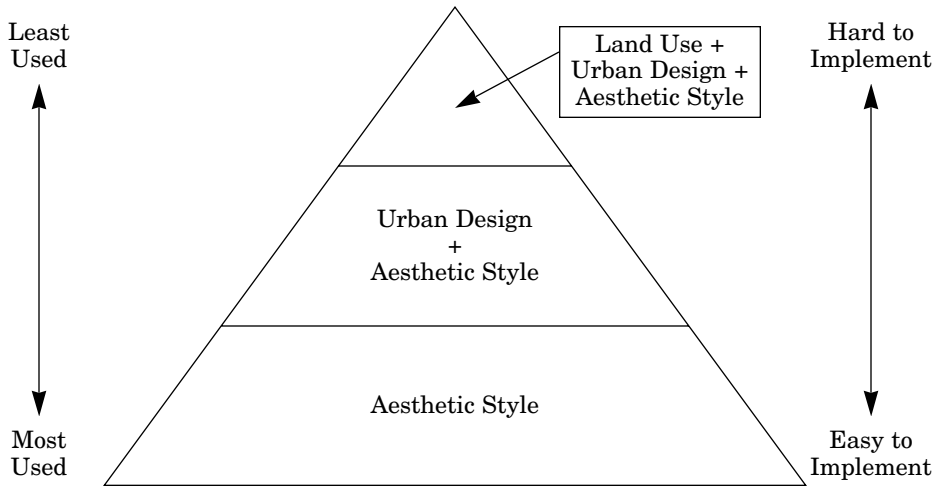 Least
Used
Land Use +
Urban Design +
Aesthetic Style
Hard to
Implement
Urban Design
+
Aesthetic Style
Aesthetic Style
Most
Used
Easy to
Implement